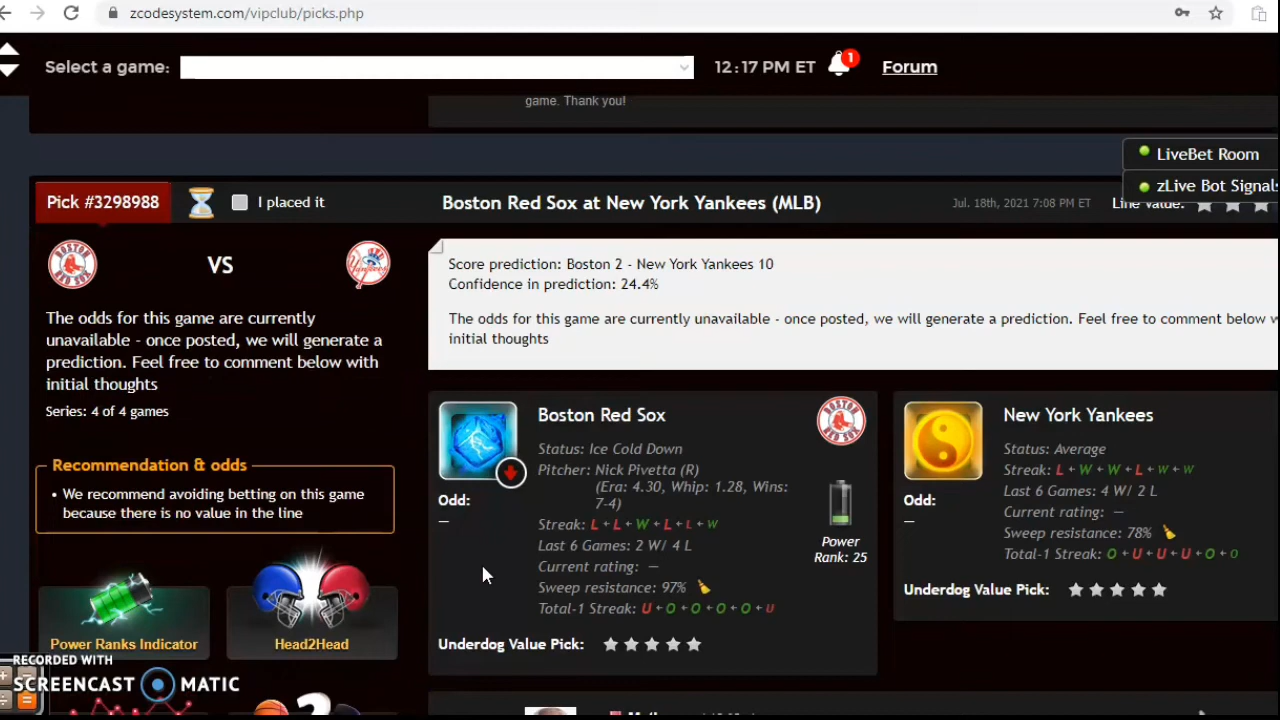 zcodesystem.com/vipclub/picks.php
Select a game:
12:17 PM ET
1
Forum
game. Thank you!
LiveBet Room
zLive Bot Signals
Pick #3298988
I placed it
Boston Red Sox at New York Yankees (MLB)
Jul. 18th, 2021 7:08 PM ET
Line value:
BOSTON
RED SOX
VS
Yankees
Score prediction: Boston 2 - New York Yankees 10
Confidence in prediction: 24.4%
The odds for this game are currently unavailable - once posted, we will generate a prediction. Feel free to comment below w
initial thoughts
The odds for this game are currently
unavailable - once posted, we will generate a
prediction. Feel free to comment below with
initial thoughts
Series: 4 of 4 games
Recommendation & odds
• We recommend avoiding betting on this game
because there is no value in the line
Power Ranks Indicator
Head2Head
Boston Red Sox
Status: Ice Cold Down
Pitcher: Nick Pivetta (R)
(Era: 4.30, Whip: 1.28, Wins:
7-4)
Odd:
—
Streak: L←L←W←L←L←W
Last 6 Games: 2 W/ 4 L
Current rating: —
Sweep resistance: 97%
Total-1 Streak: U←O←O←O←O←U
Power
Rank: 25
Underdog Value Pick:
New York Yankees
Status: Average
Streak: L←W←W←L←W←W
Last 6 Games: 4 W/ 2 L
Odd:
—
Current rating: —
Sweep resistance: 78%
Total-1 Streak: O←U←U←U←O←O
Underdog Value Pick:
RECORDED WITH
SCREENCAST MATIC